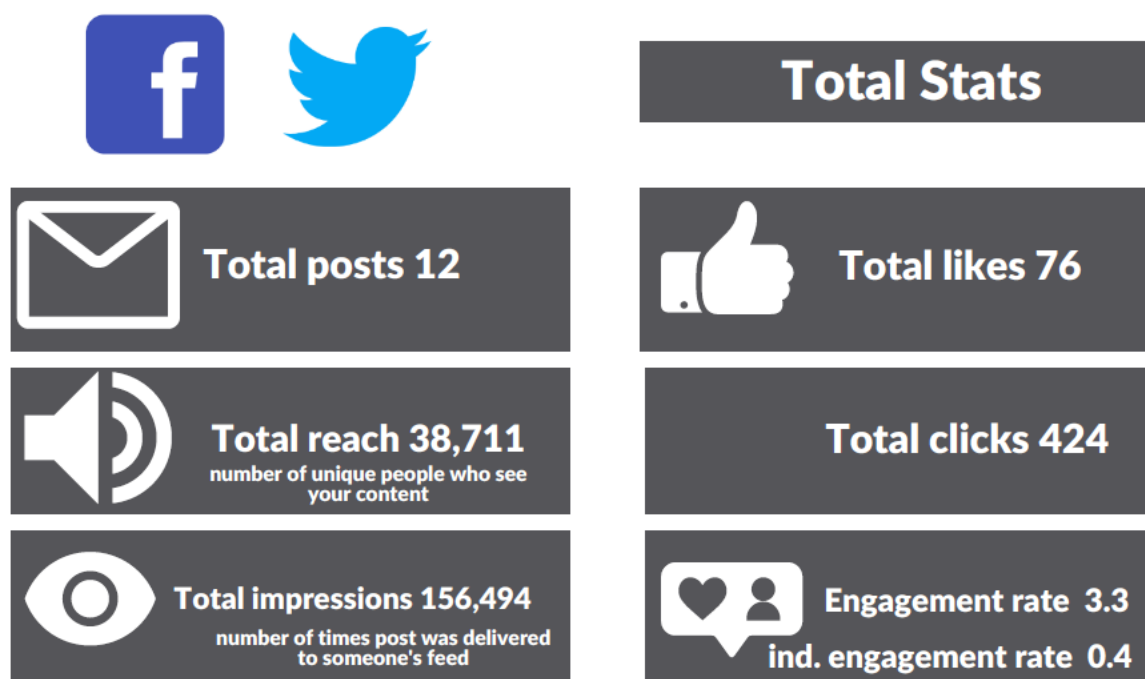 f
Total Stats
Total posts 12
Total likes 76
Total reach 38,711
number of unique people who see
your content
Total clicks 424
Total impressions 156,494
number of times post was delivered
to someone's feed
Engagement rate 3.3
ind. engagement rate 0.4